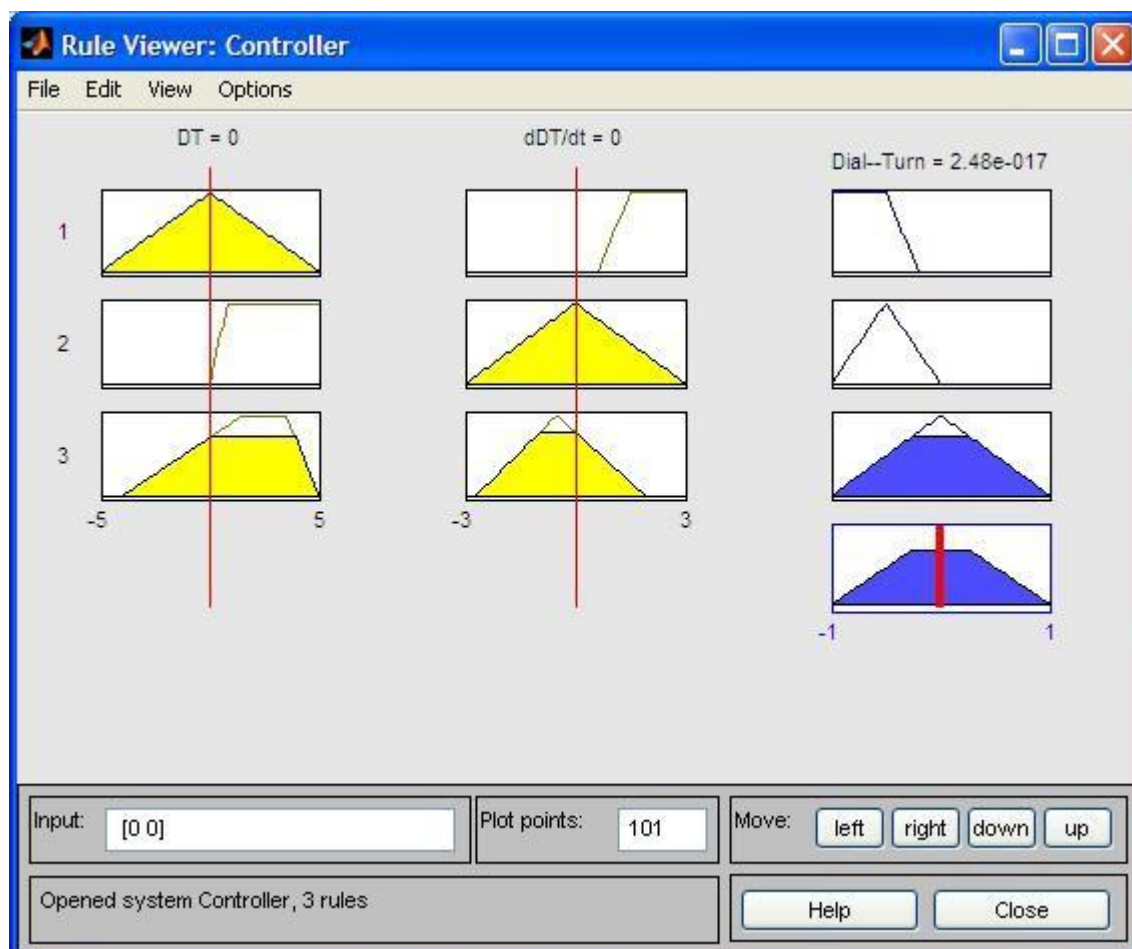 Rule Viewer: Controller
File Edit View Options
DT = 0
dDT/dt = 0
Dial--Turn = 2.48e-017
1
2
3
-5 5
-3 3
-1 1
Input: [0 0]
Plot points: 101
Move: left right down up
Opened system Controller, 3 rules
Help Close